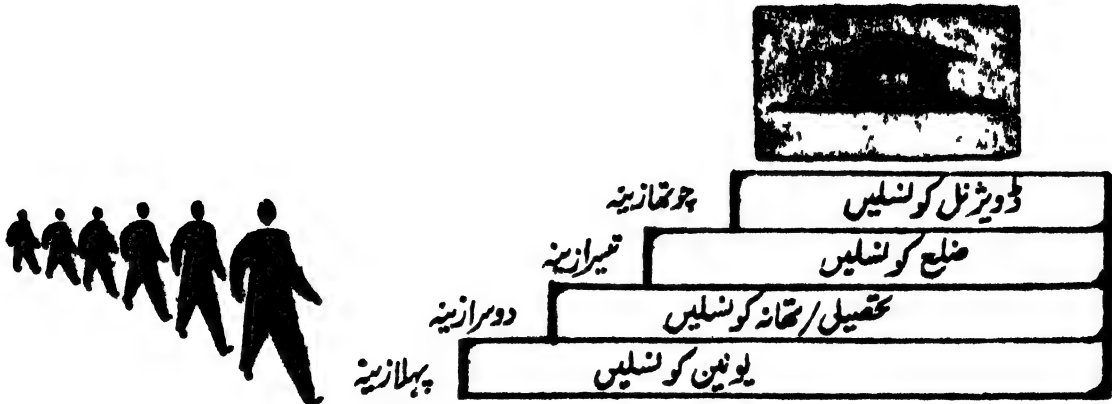 چوتھا زینہ ڈویژنل کونسلیں
تیسرا زینہ ضلع کونسلیں
دوسرا زینہ تحصیل/تھانہ کونسلیں
پہلا زینہ یونین کونسلیں